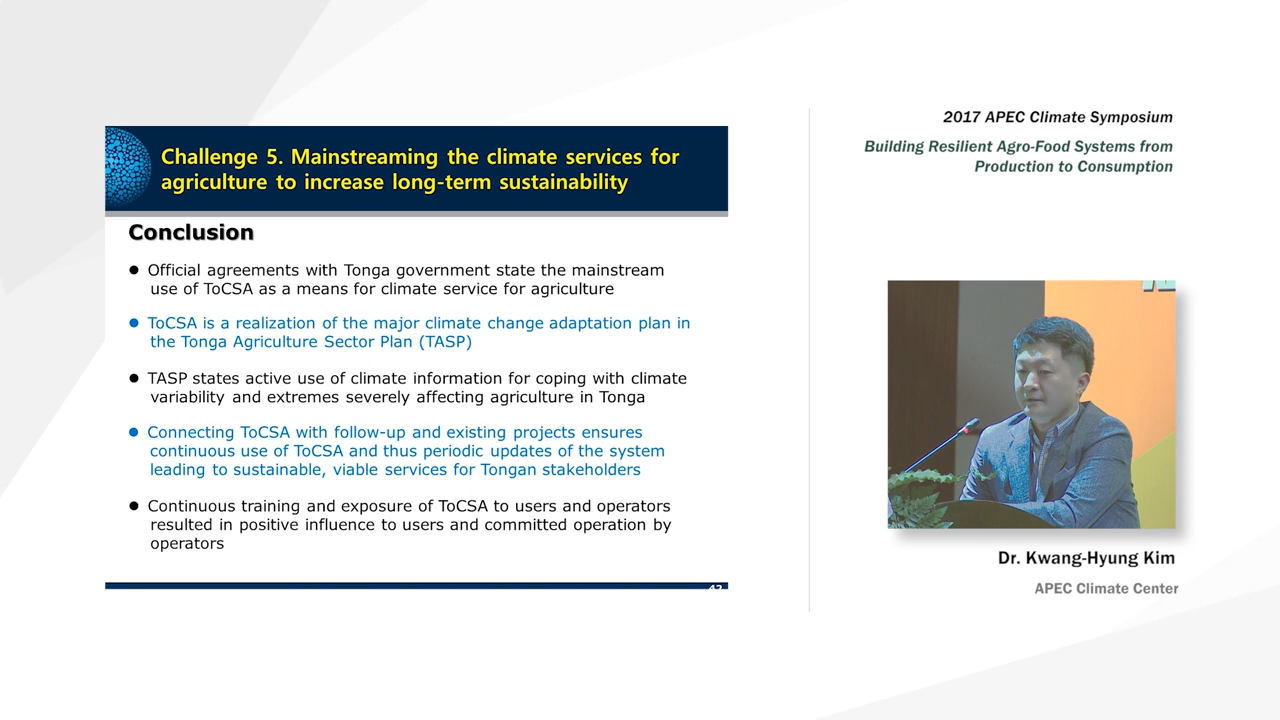 2017 APEC Climate Symposium
Building Resilient Agro-Food Systems from
Production to Consumption
Challenge 5. Mainstreaming the climate services for
agriculture to increase long-term sustainability
Conclusion
● Official agreements with Tonga government state the mainstream
use of ToCSA as a means for climate service for agriculture
● ToCSA is a realization of the major climate change adaptation plan in
the Tonga Agriculture Sector Plan (TASP)
● TASP states active use of climate information for coping with climate
variability and extremes severely affecting agriculture in Tonga
● Connecting ToCSA with follow-up and existing projects ensures
continuous use of ToCSA and thus periodic updates of the system
leading to sustainable, viable services for Tongan stakeholders
● Continuous training and exposure of ToCSA to users and operators
resulted in positive influence to users and committed operation by
operators
Dr. Kwang-Hyung Kim
APEC Climate Center